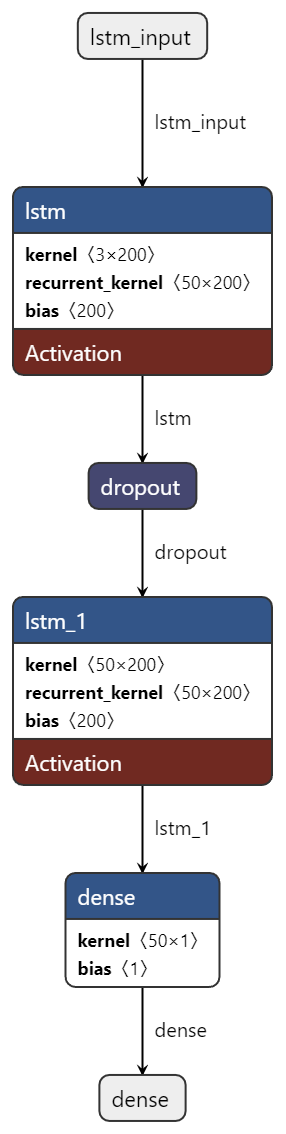 lstm_input
lstm_input
lstm
kernel〈3×200〉
recurrent_kernel〈50×200〉
bias〈200〉
Activation
lstm
dropout
dropout
lstm_1
kernel〈50×200〉
recurrent_kernel〈50×200〉
bias〈200〉
Activation
lstm_1
dense
kernel〈50×1〉
bias〈1〉
dense
dense